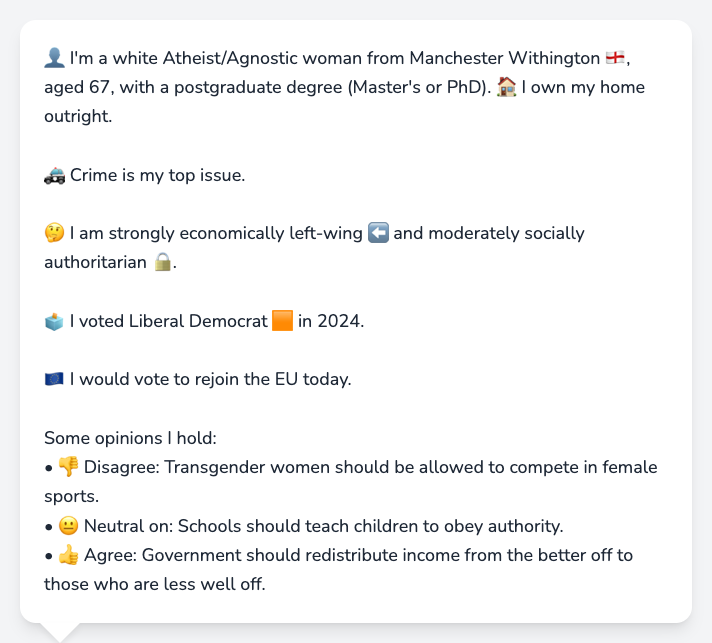 👤 I'm a white Atheist/Agnostic woman from Manchester Withington 🏴󠁧󠁢󠁥󠁮󠁧󠁿,
aged 67, with a postgraduate degree (Master's or PhD). 🏠 I own my home
outright.
🚓 Crime is my top issue.
🤔 I am strongly economically left-wing ⬅️ and moderately socially
authoritarian 🔒.
🗳️ I voted Liberal Democrat 🟧 in 2024.
🇪🇺 I would vote to rejoin the EU today.
Some opinions I hold:
• 👎 Disagree: Transgender women should be allowed to compete in female
sports.
• 😐 Neutral on: Schools should teach children to obey authority.
• 👍 Agree: Government should redistribute income from the better off to
those who are less well off.